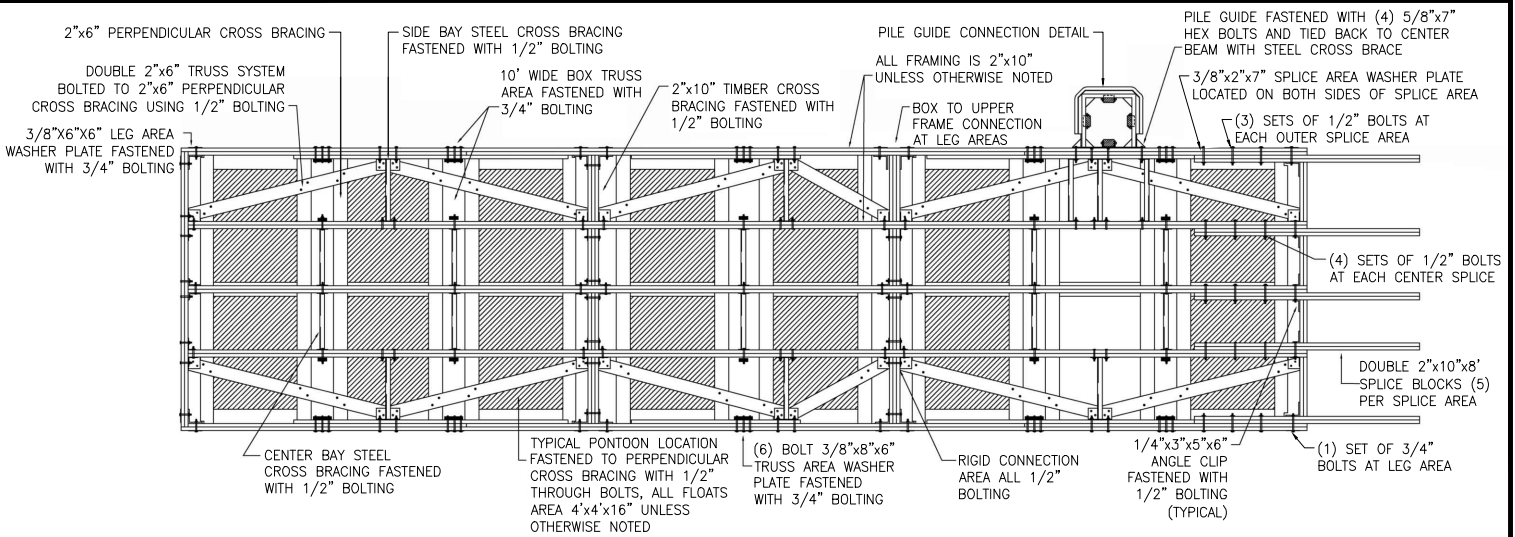 2"x6" PERPENDICULAR CROSS BRACING
SIDE BAY STEEL CROSS BRACING
FASTENED WITH 1/2" BOLTING
PILE GUIDE CONNECTION DETAIL
PILE GUIDE FASTENED WITH (4) 5/8"x7"
HEX BOLTS AND TIED BACK TO CENTER
BEAM WITH STEEL CROSS BRACE
DOUBLE 2"x6" TRUSS SYSTEM
BOLTED TO 2"x6" PERPENDICULAR
CROSS BRACING USING 1/2" BOLTING
10' WIDE BOX TRUSS
AREA FASTENED WITH
3/4" BOLTING
2"x10" TIMBER CROSS
BRACING FASTENED WITH
1/2" BOLTING
ALL FRAMING IS 2"x10"
UNLESS OTHERWISE NOTED
BOX TO UPPER
FRAME CONNECTION
AT LEG AREAS
3/8"x2"x7" SPLICE AREA WASHER PLATE
LOCATED ON BOTH SIDES OF SPLICE AREA
(3) SETS OF 1/2" BOLTS AT
EACH OUTER SPLICE AREA
3/8"X6"X6" LEG AREA
WASHER PLATE FASTENED
WITH 3/4" BOLTING
(4) SETS OF 1/2" BOLTS
AT EACH CENTER SPLICE
DOUBLE 2"x10"x8'
SPLICE BLOCKS (5)
PER SPLICE AREA
CENTER BAY STEEL
CROSS BRACING FASTENED
WITH 1/2" BOLTING
TYPICAL PONTOON LOCATION
FASTENED TO PERPENDICULAR
CROSS BRACING WITH 1/2"
THROUGH BOLTS, ALL FLOATS
AREA 4'x4'x16" UNLESS
OTHERWISE NOTED
(6) BOLT 3/8"x8"x6"
TRUSS AREA WASHER
PLATE FASTENED
WITH 3/4" BOLTING
RIGID CONNECTION
AREA ALL 1/2"
BOLTING
1/4"x3"x5"x6"
ANGLE CLIP
FASTENED WITH
1/2" BOLTING
(TYPICAL)
(1) SET OF 3/4"
BOLTS AT LEG AREA